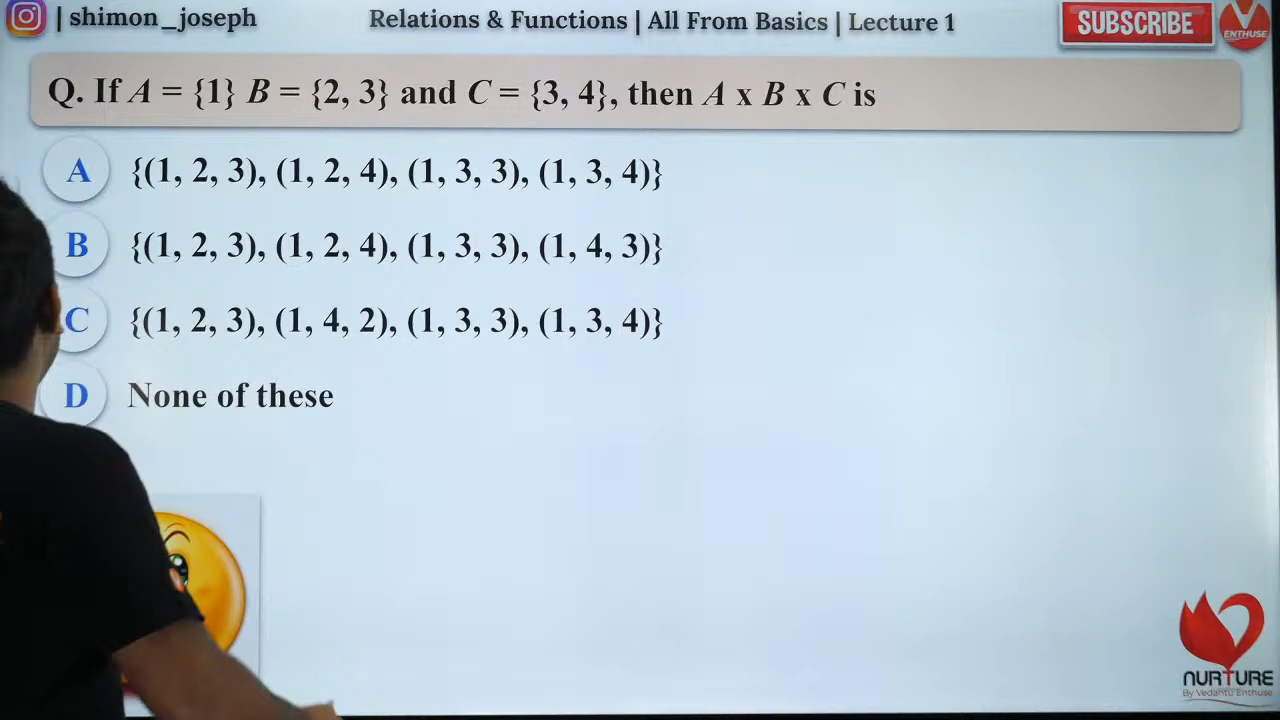 | shimon_joseph
Relations & Functions | All From Basics | Lecture 1
SUBSCRIBE
ENTHUSE
Q. If A = {1} B = {2, 3} and C = {3, 4}, then A x B x C is
A {(1, 2, 3), (1, 2, 4), (1, 3, 3), (1, 3, 4)}
B {(1, 2, 3), (1, 2, 4), (1, 3, 3), (1, 4, 3)}
C {(1, 2, 3), (1, 4, 2), (1, 3, 3), (1, 3, 4)}
D None of these
NURTURE
By Vedantu Enthuse